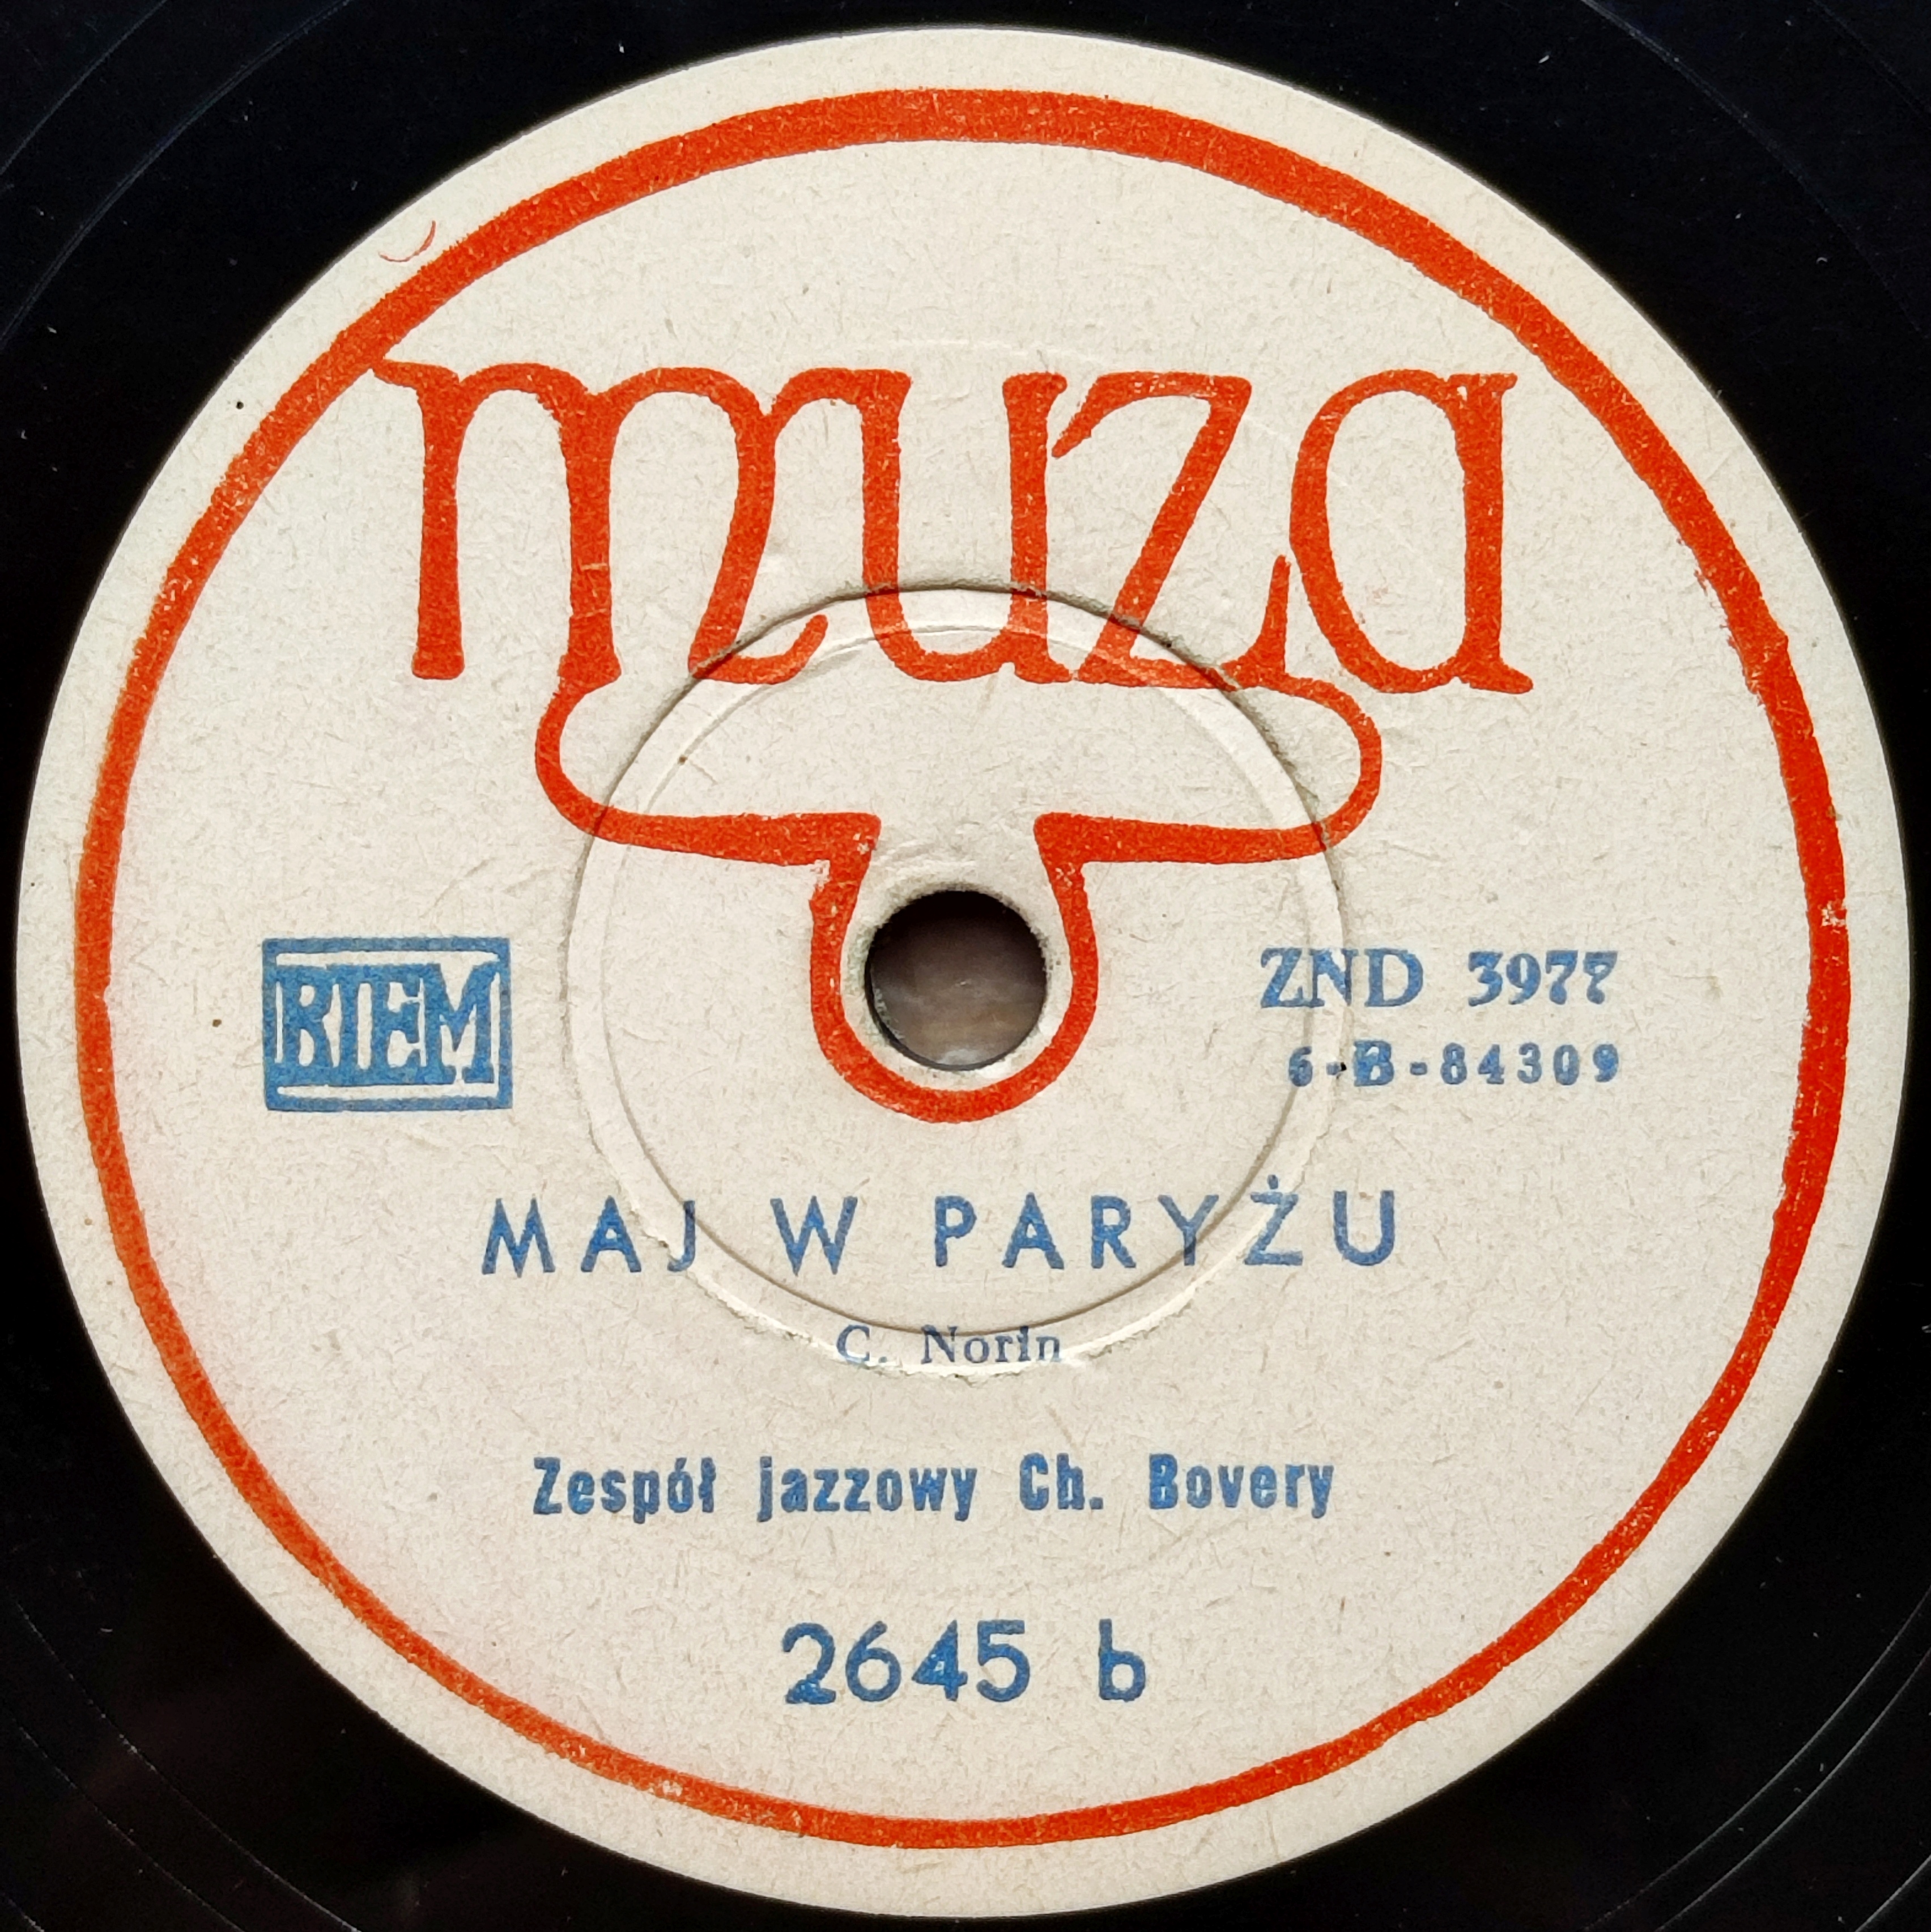 muza
BIEM
ZND 3977
6-B-84309
MAJ W PARYŻU
C. Norin
Zespół jazzowy Ch. Bovery
2645 b